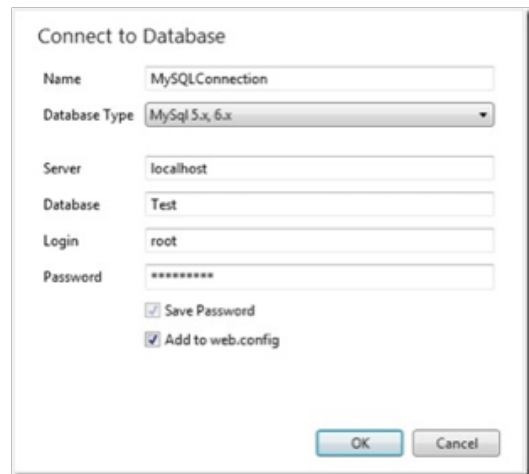 Connect to Database
Name MySQLConnection
Database Type MySql 5.x, 6.x
Server localhost
Database Test
Login root
Password *********
Save Password
Add to web.config
OK Cancel